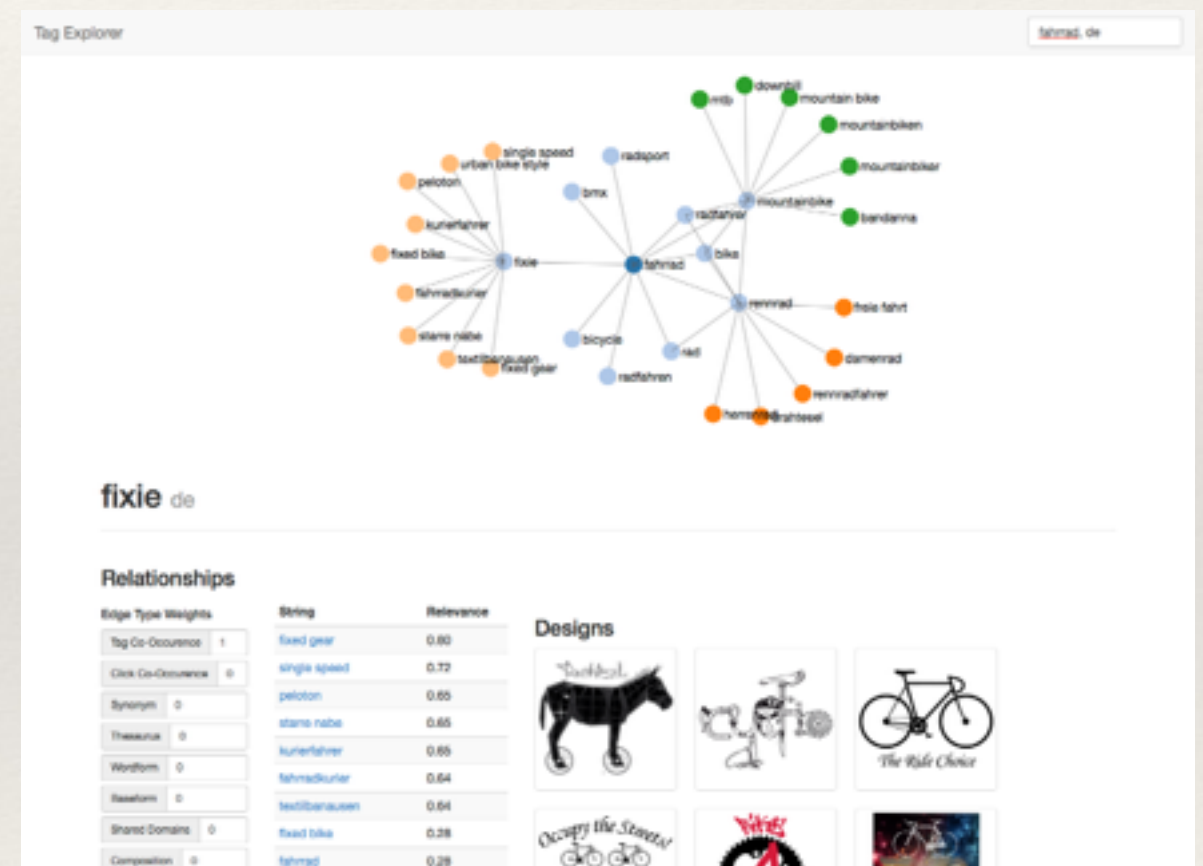 Tag Explorer
fahrrad, de
downhill
mtb
mountain bike
mountainbiken
single speed
radsport
urban bike style
mountainbiker
peloton
bmx
mountainbike
radfahrer
bandanna
kurierfahrer
fixed bike
fixie
fahrrad
bike
fahrradkurier
rennrad
freie fahrt
starre nabe
bicycle
rad
textilbanausen
damenrad
fixed gear
radfahren
rennradfahrer
herrenrad
drahtesel
fixie de
Relationships
Edge Type Weights
String Relevance
Designs
Tag Co-Occurence 1
fixed gear 0.80
Click Co-Occurence 0
single speed 0.72
Synonym 0
peloton 0.65
Thesaurus 0
starre nabe 0.65
Wordform 0
kurierfahrer 0.65
fahrradkurier 0.64
Baseform 0
textilbanausen 0.64
Shared Domains 0
fixed bike 0.28
Composition 0
fahrrad 0.28
Drahtesel
The Ride Choice
Occupy the Streets!